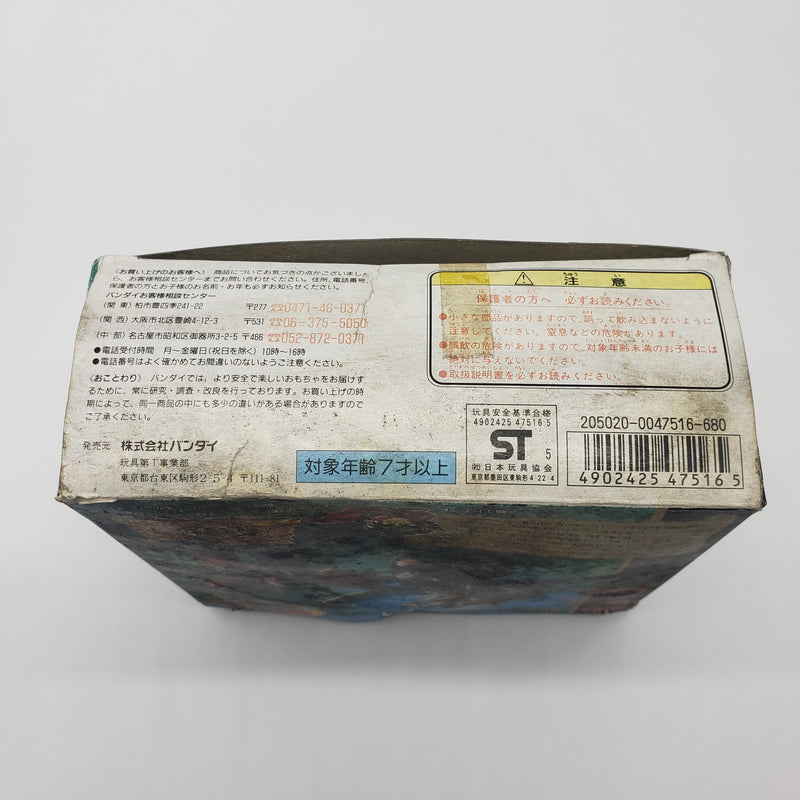 〈お買い上げのお客様へ〉 商品についてお気づきの点がございました
ら、お客様相談センターまでお問い合わせください。住所、電話番号、
保護者の方とお子様のお名前・お年も必ずお知らせください。
バンダイお客様相談センター
(関 東) 柏市豊四季241-22 〒277 ☎0471-46-0371
(関 西) 大阪市北区豊崎4-12-3 〒531 ☎06-375-5050
(中 部) 名古屋市昭和区御器所3-2-5 〒466 ☎052-872-0371
●電話受付時間 月〜金曜日(祝日を除く) 10時〜16時
●電話番号はよく確かめてお間違いのないようご注意ください。
〈おことわり〉 バンダイでは、より安全で楽しいおもちゃをお届けす
るために、常に研究・調査・改良を行っております。お買い上げの時
期によって、同一商品の中にも多少の違いがある場合がありますので
ご了承ください。
発売元 株式会社バンダイ
玩具第1事業部
東京都台東区駒形2-5-4 〒111-81
対象年齢7才以上
⚠ 注意
保護者の方へ 必ずお読みください。
●小さな部品がありますので、誤って飲み込まないように
注意してください。窒息などの危険があります。
●誤飲の危険がありますので、対象年齢未満のお子様には
絶対に与えないでください。
●取扱説明書を必ずお読みください。
玩具安全基準合格
4902425 47516 5
ST 5
㈳日本玩具協会
東京都墨田区東駒形4-22-4
205020-0047516-680
4902425 475165